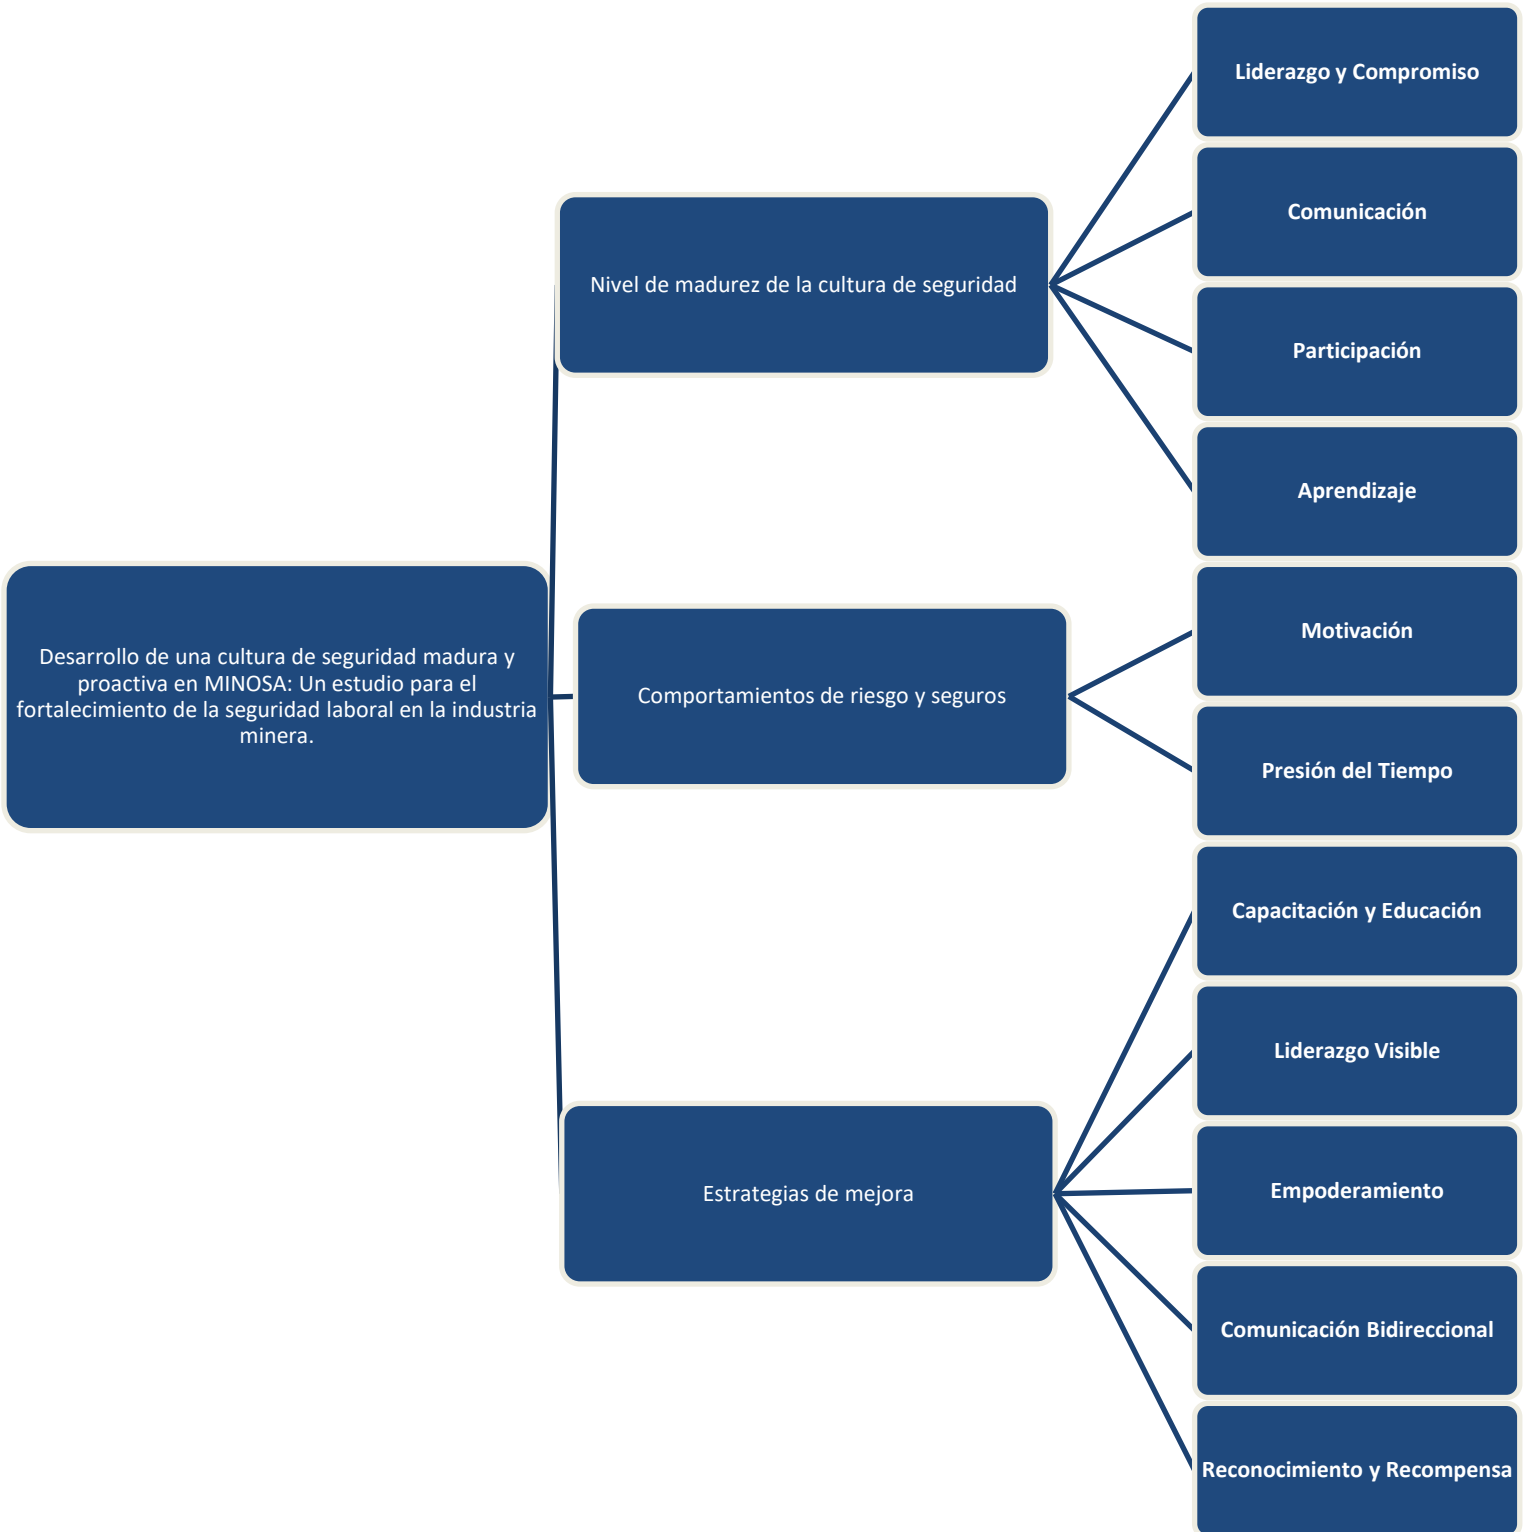 Desarrollo de una cultura de seguridad madura y
proactiva en MINOSA: Un estudio para el
fortalecimiento de la seguridad laboral en la industria
minera.
Nivel de madurez de la cultura de seguridad
Liderazgo y Compromiso
Comunicación
Participación
Aprendizaje
Comportamientos de riesgo y seguros
Motivación
Presión del Tiempo
Estrategias de mejora
Capacitación y Educación
Liderazgo Visible
Empoderamiento
Comunicación Bidireccional
Reconocimiento y Recompensa